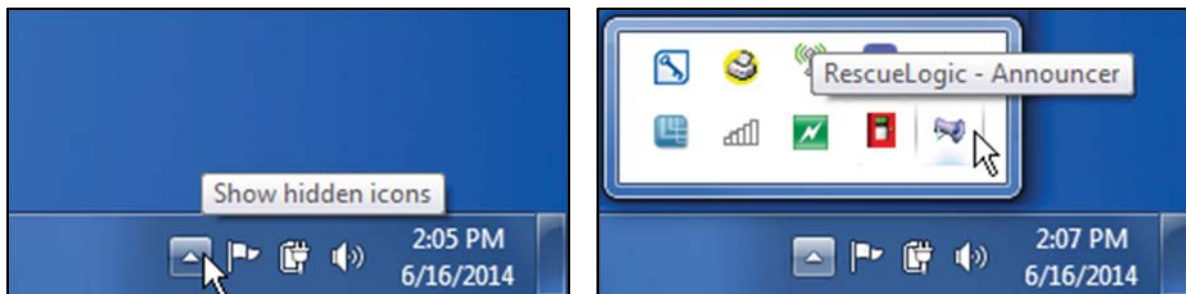 Show hidden icons
2:05 PM
6/16/2014
RescueLogic - Announcer
2:07 PM
6/16/2014